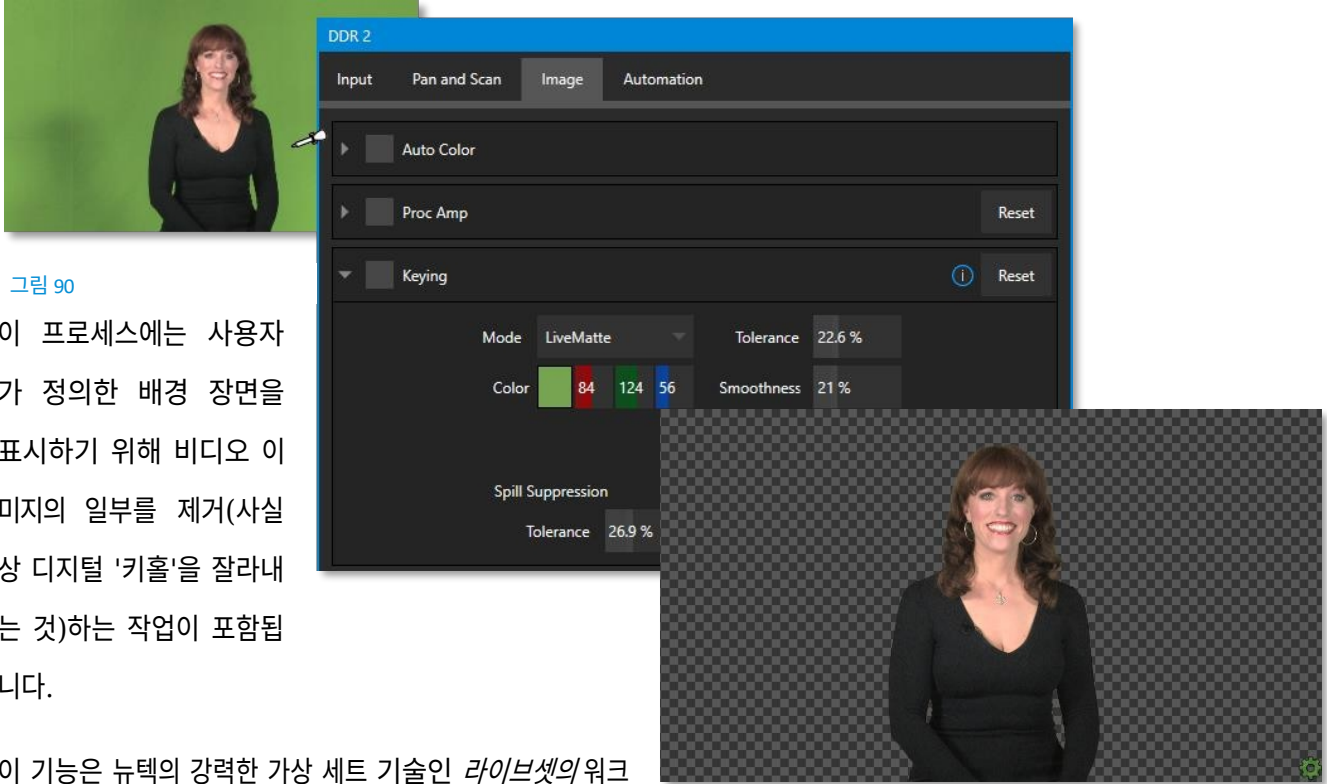 DDR 2
Input Pan and Scan Image Automation
Auto Color
Proc Amp Reset
Keying i Reset
Mode LiveMatte Tolerance 22.6 %
Color 84 124 56 Smoothness 21 %
Spill Suppression
Tolerance 26.9 %
그림 90
이 프로세스에는 사용자
가 정의한 배경 장면을
표시하기 위해 비디오 이
미지의 일부를 제거(사실
상 디지털 '키홀'을 잘라내
는 것)하는 작업이 포함됩
니다.
이 기능은 뉴텍의 강력한 가상 세트 기술인 라이브셋의 워크